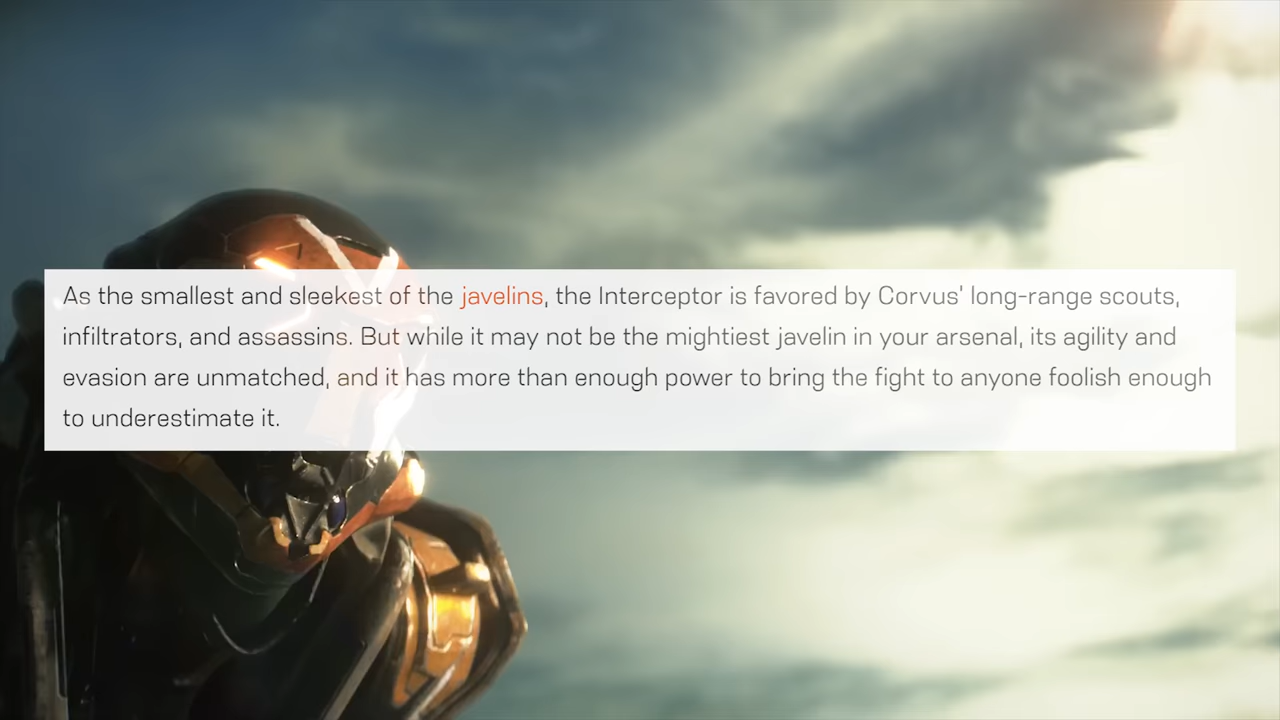 As the smallest and sleekest of the javelins, the Interceptor is favored by Corvus' long-range scouts,
infiltrators, and assassins. But while it may not be the mightiest javelin in your arsenal, its agility and
evasion are unmatched, and it has more than enough power to bring the fight to anyone foolish enough
to underestimate it.